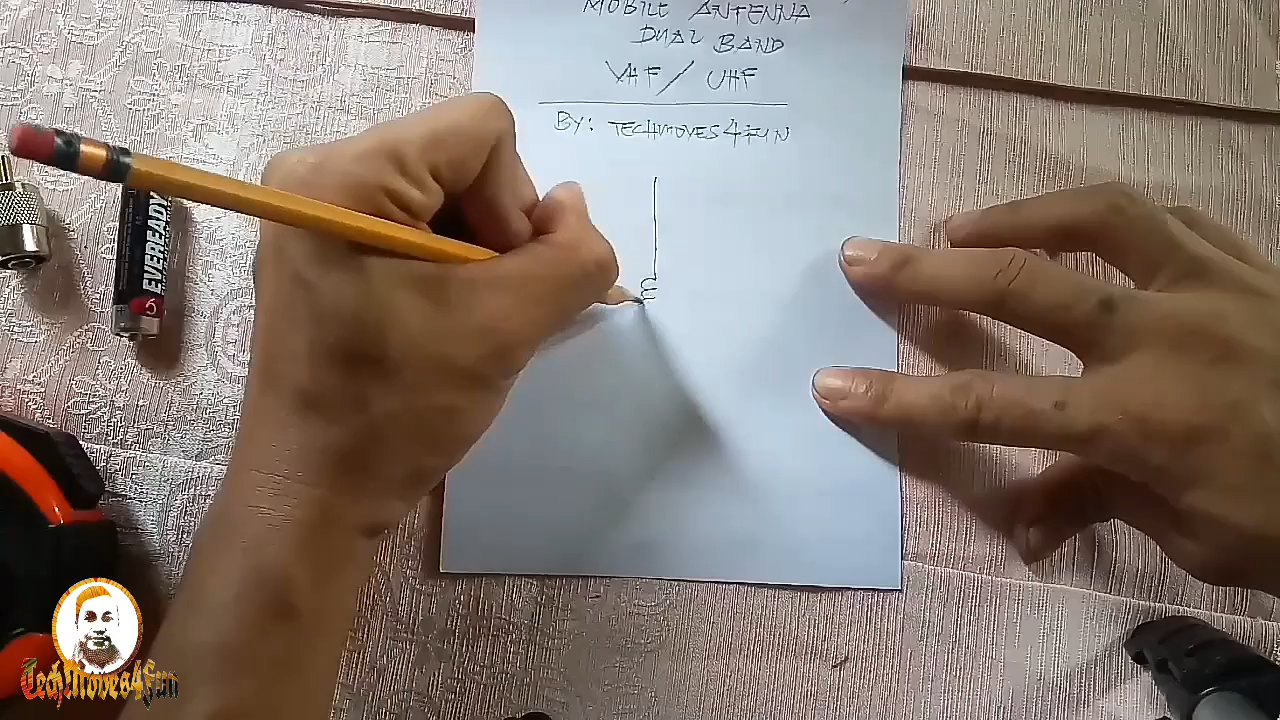 MOBILE ANTENNA
DUAL BAND
VHF / UHF
BY: TECHMOVES4FUN
EVEREADY
TechMoves4Fun